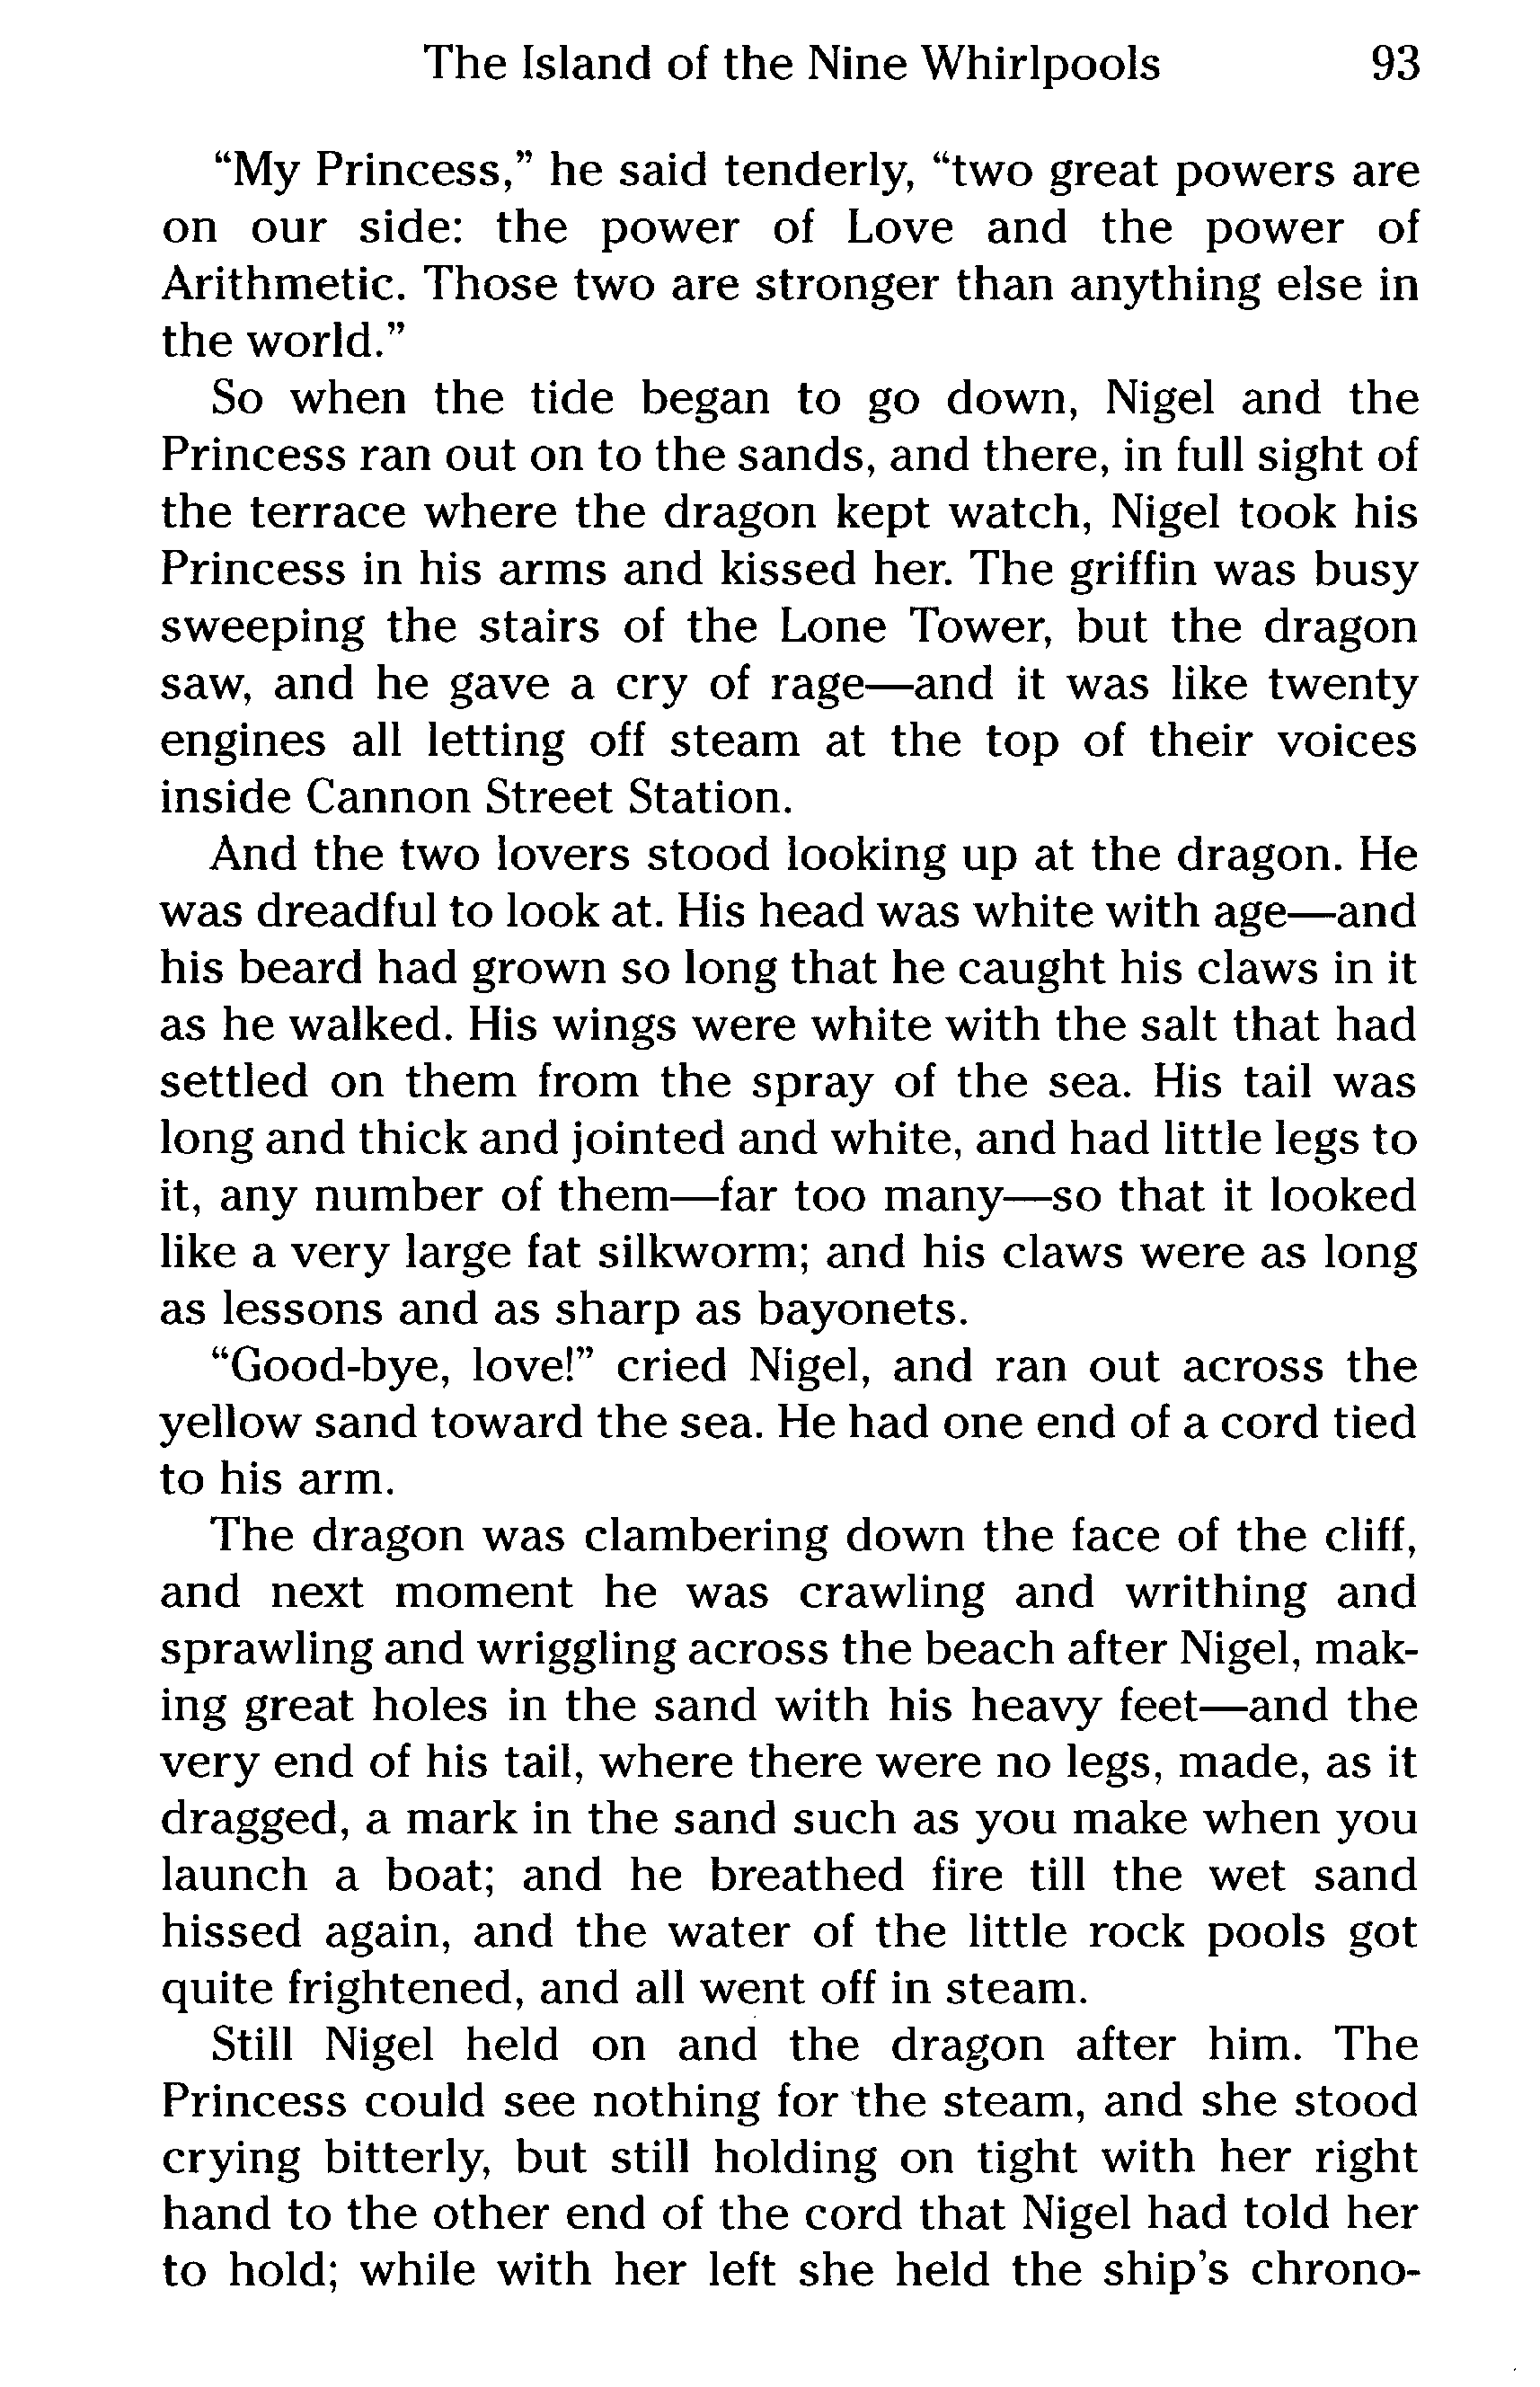 The Island of the Nine Whirlpools 93
“My Princess,” he said tenderly, “two great powers are
on our side: the power of Love and the power of
Arithmetic. Those two are stronger than anything else in
the world.”
So when the tide began to go down, Nigel and the
Princess ran out on to the sands, and there, in full sight of
the terrace where the dragon kept watch, Nigel took his
Princess in his arms and kissed her. The griffin was busy
sweeping the stairs of the Lone Tower, but the dragon
saw, and he gave a cry of rage—and it was like twenty
engines all letting off steam at the top of their voices
inside Cannon Street Station.
And the two lovers stood looking up at the dragon. He
was dreadful to look at. His head was white with age—and
his beard had grown so long that he caught his claws in it
as he walked. His wings were white with the salt that had
settled on them from the spray of the sea. His tail was
long and thick and jointed and white, and had little legs to
it, any number of them—far too many—so that it looked
like a very large fat silkworm; and his claws were as long
as lessons and as sharp as bayonets.
“Good-bye, love!” cried Nigel, and ran out across the
yellow sand toward the sea. He had one end of a cord tied
to his arm.
The dragon was clambering down the face of the cliff,
and next moment he was crawling and writhing and
sprawling and wriggling across the beach after Nigel, mak-
ing great holes in the sand with his heavy feet—and the
very end of his tail, where there were no legs, made, as it
dragged, a mark in the sand such as you make when you
launch a boat; and he breathed fire till the wet sand
hissed again, and the water of the little rock pools got
quite frightened, and all went off in steam.
Still Nigel held on and the dragon after him. The
Princess could see nothing for the steam, and she stood
crying bitterly, but still holding on tight with her right
hand to the other end of the cord that Nigel had told her
to hold; while with her left she held the ship’s chrono-